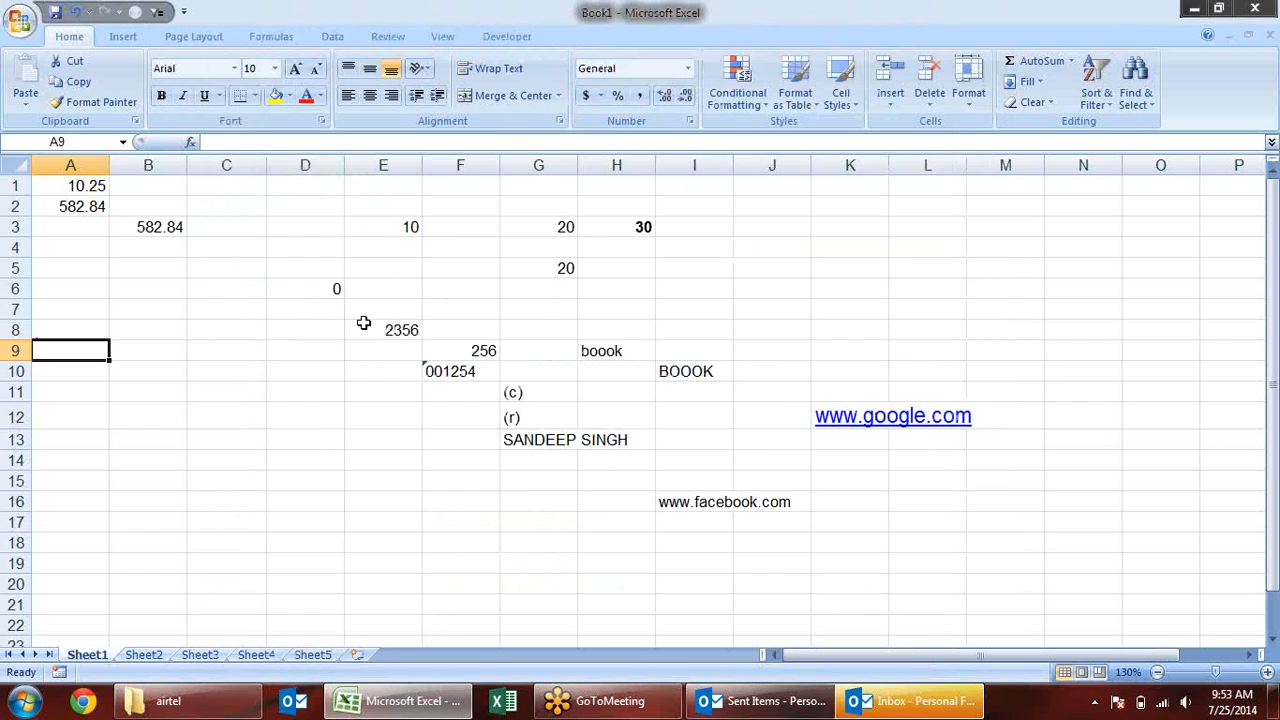 Book1 - Microsoft Excel
Home Insert Page Layout Formulas Data Review View Developer
Paste Cut Copy Format Painter Clipboard
Arial 10 B I U A A A Font
Wrap Text Merge & Center Alignment
General $ % , Number
Conditional Formatting Format as Table Cell Styles Styles
Insert Delete Format Cells
Σ AutoSum Fill Clear Sort & Filter Find & Select Editing
A9 fx
A B C D E F G H I J K L M N O P
1 10.25
2 582.84
3 582.84 10 20 30
4
5 20
6 0
7
8 2356
9 256 boook
10 001254 BOOOK
11 (c)
12 (r) www.google.com
13 SANDEEP SINGH
14
15
16 www.facebook.com
17
18
19
20
21
22
23
Sheet1 Sheet2 Sheet3 Sheet4 Sheet5
Ready 130%
airtel Microsoft Excel - ... GoToMeeting Sent Items - Perso... Inbox - Personal F... 9:53 AM
7/25/2014